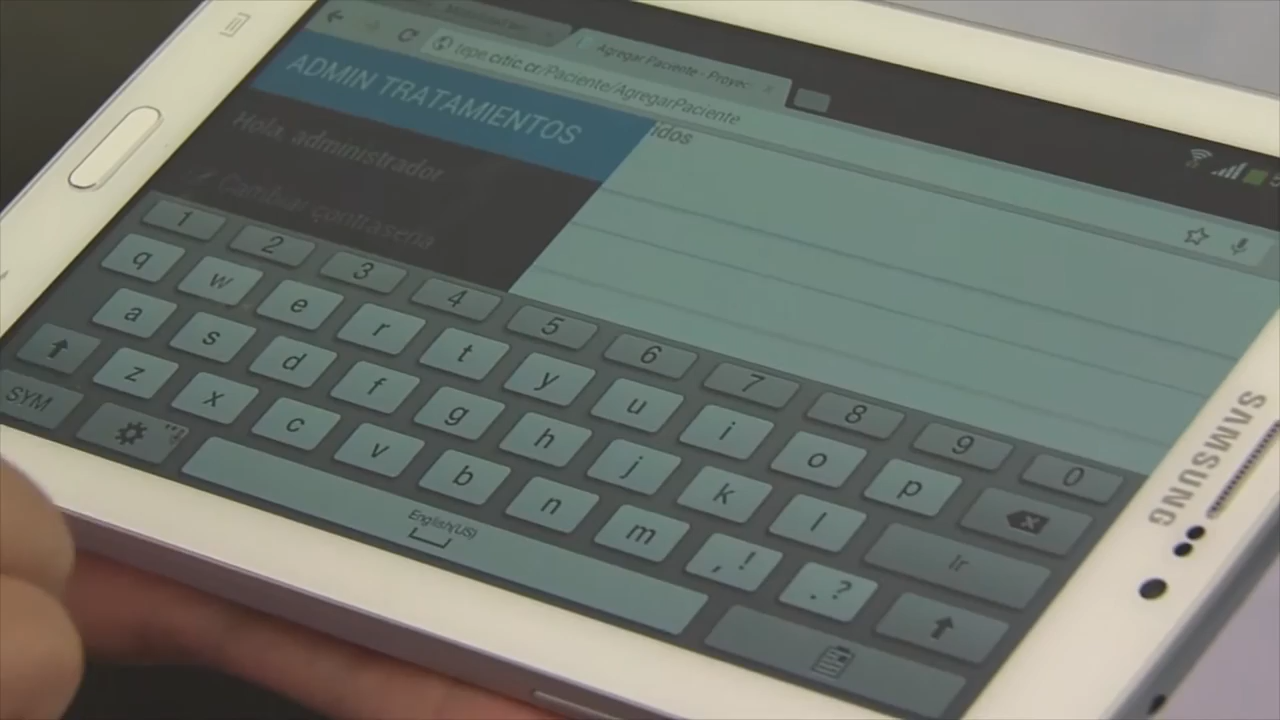 Agregar Paciente - Proyec
tepe.citic.cr/Paciente/AgregarPaciente
ADMIN TRATAMIENTOS
idos
Hola, administrador
Cambiar contraseña
1 2 3 4 5 6 7 8 9 0
q w e r t y u i o p
a s d f g h j k l Ir
z x c v b n m , ! . ?
SYM English(US)
SAMSUNG